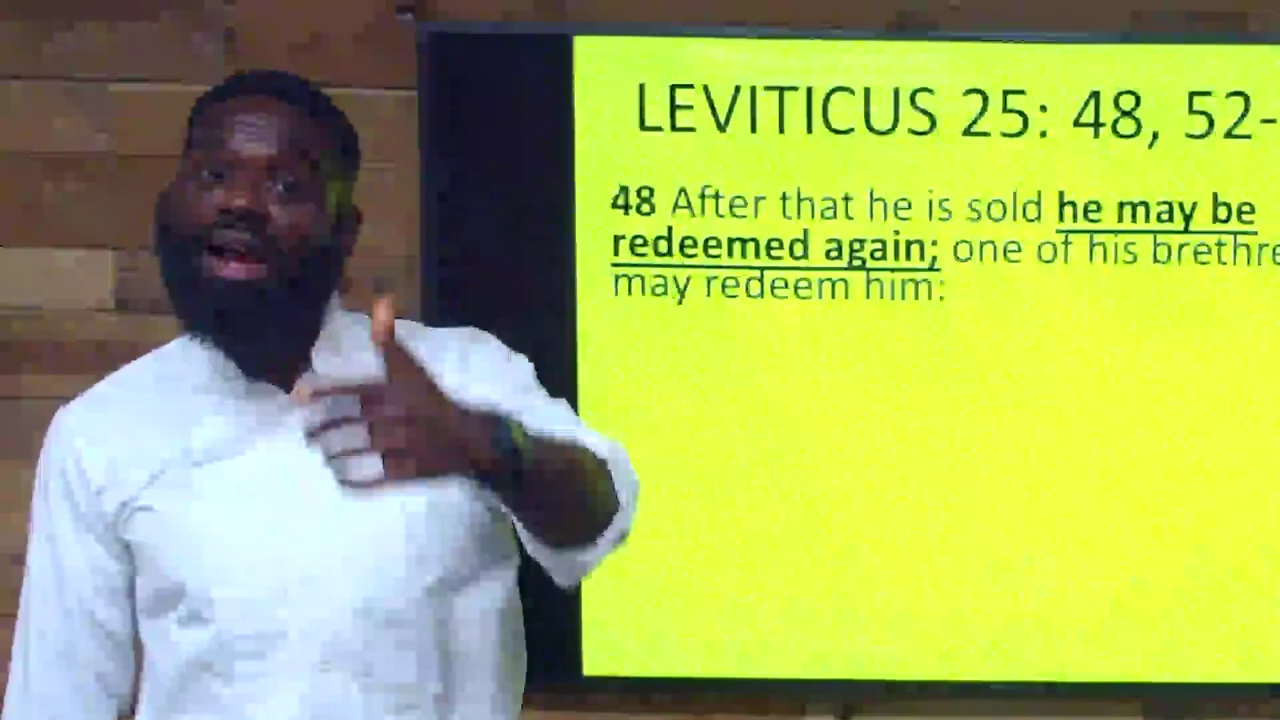 LEVITICUS 25: 48, 52-
48 After that he is sold he may be
redeemed again; one of his brethre
may redeem him: